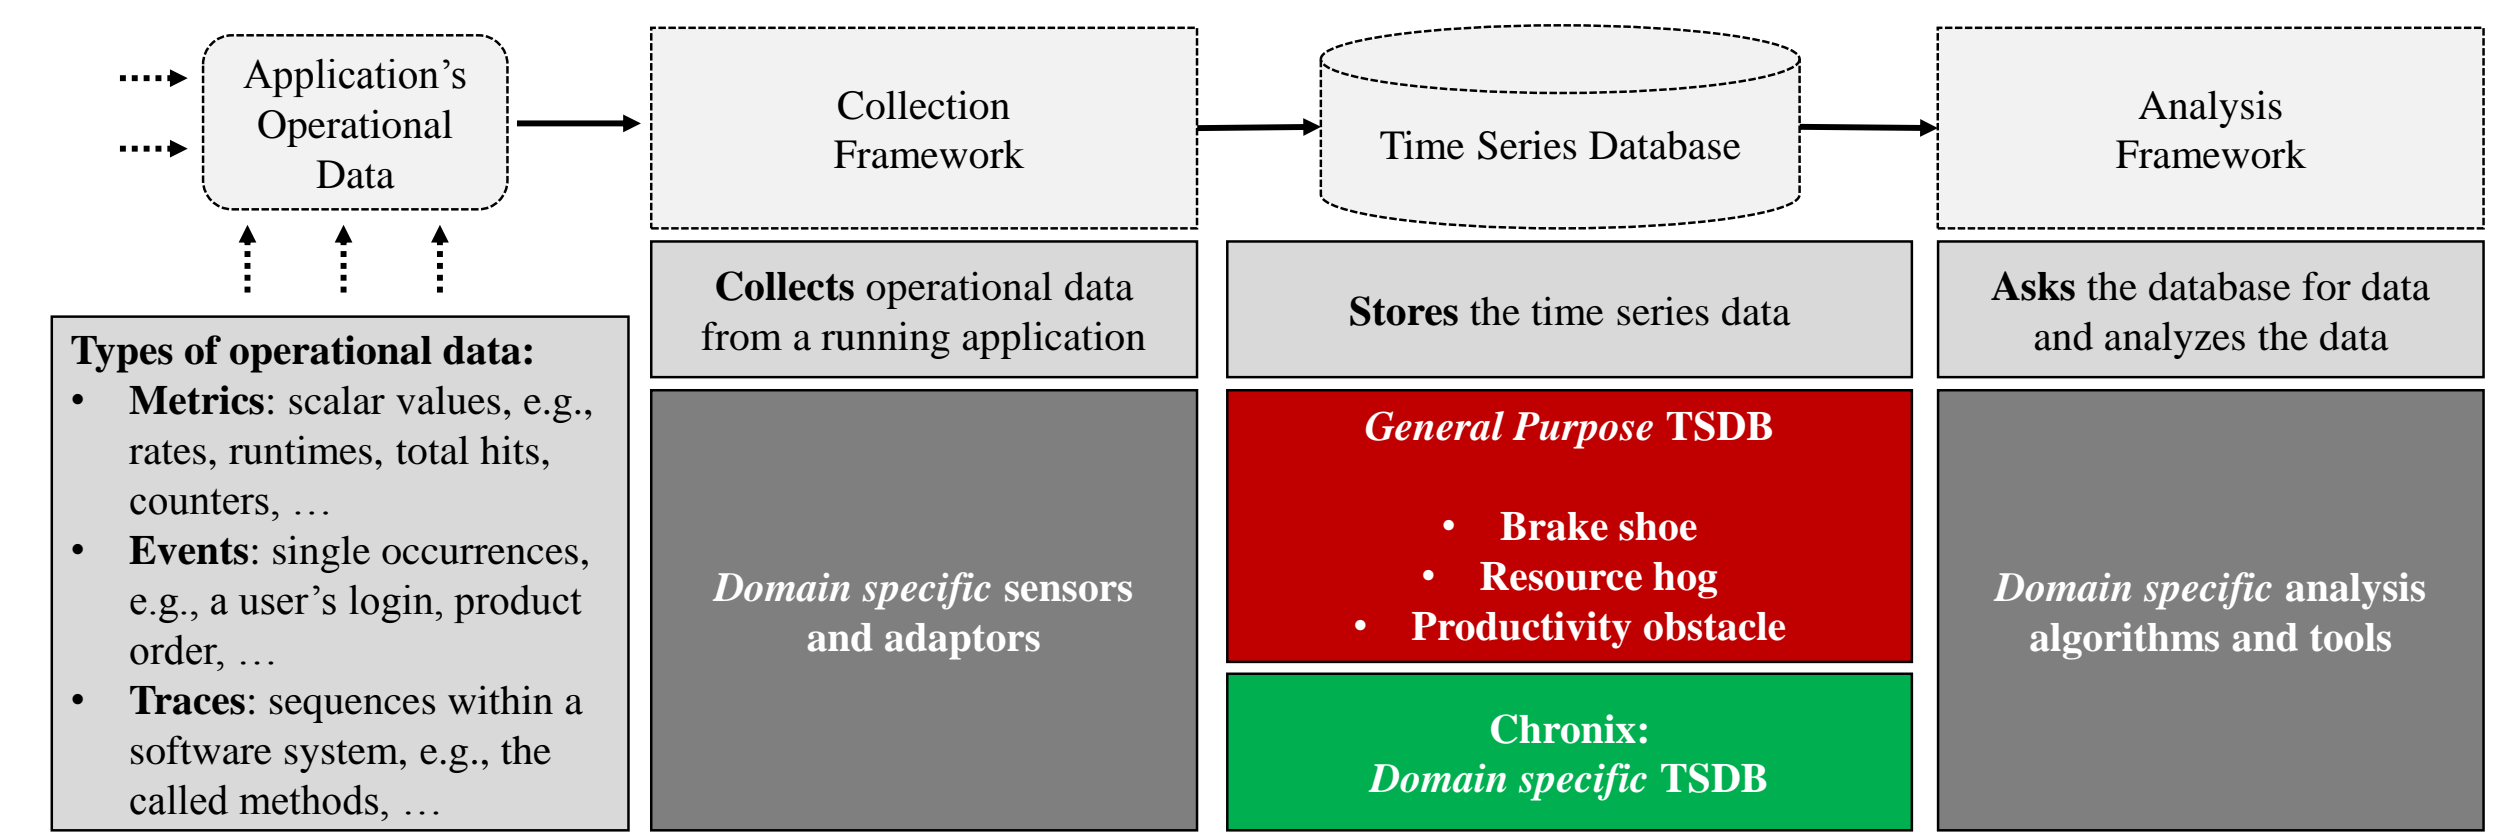 Application’s
Operational
Data
Collection
Framework
Time Series Database
Analysis
Framework
Types of operational data:
• Metrics: scalar values, e.g.,
rates, runtimes, total hits,
counters, …
• Events: single occurrences,
e.g., a user’s login, product
order, …
• Traces: sequences within a
software system, e.g., the
called methods, …
Collects operational data
from a running application
Domain specific sensors
and adaptors
Stores the time series data
General Purpose TSDB
• Brake shoe
• Resource hog
• Productivity obstacle
Chronix:
Domain specific TSDB
Asks the database for data
and analyzes the data
Domain specific analysis
algorithms and tools